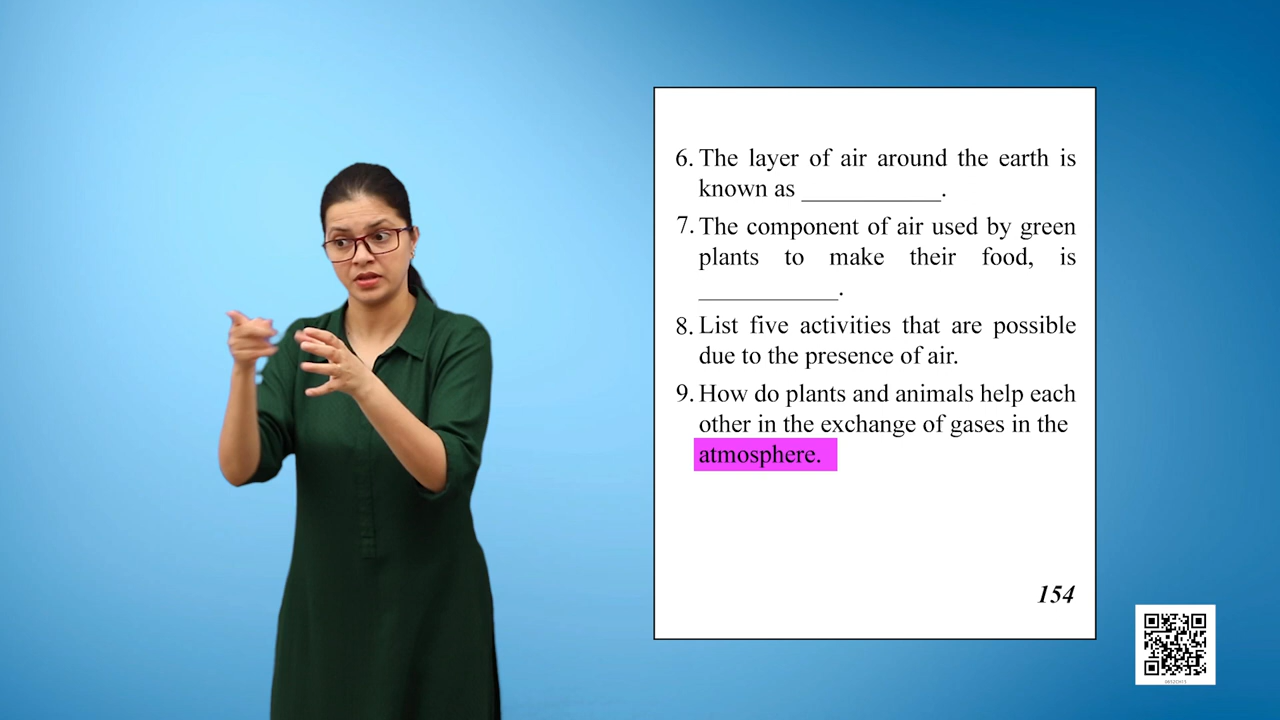 6. The layer of air around the earth is
known as ___________.
7. The component of air used by green
plants to make their food, is
___________.
8. List five activities that are possible
due to the presence of air.
9. How do plants and animals help each
other in the exchange of gases in the
atmosphere.
154